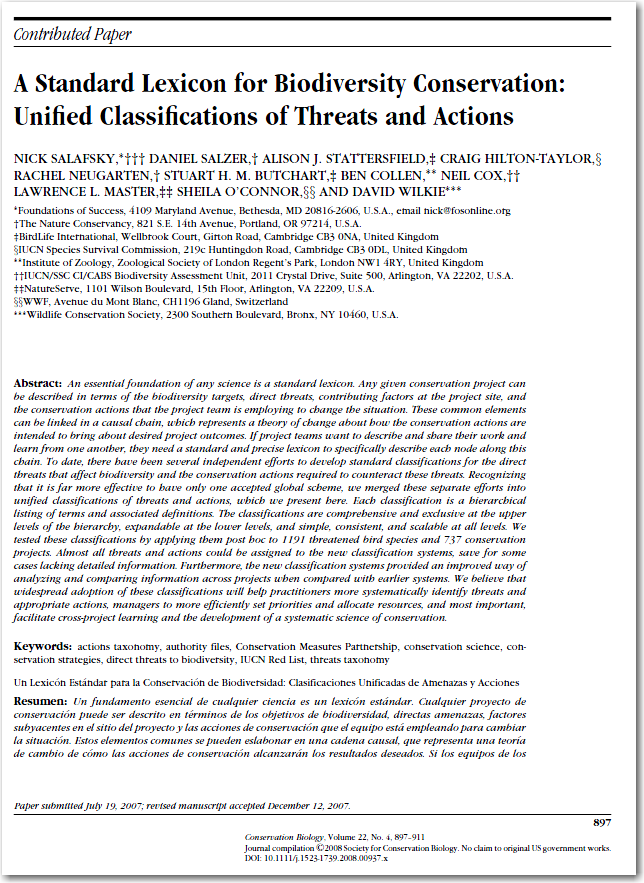 Contributed Paper
A Standard Lexicon for Biodiversity Conservation:
Unified Classifications of Threats and Actions
NICK SALAFSKY,*††† DANIEL SALZER,† ALISON J. STATTERSFIELD,‡ CRAIG HILTON-TAYLOR,§
RACHEL NEUGARTEN,† STUART H. M. BUTCHART,‡ BEN COLLEN,** NEIL COX,††
LAWRENCE L. MASTER,‡‡ SHEILA O'CONNOR,§§ AND DAVID WILKIE***
*Foundations of Success, 4109 Maryland Avenue, Bethesda, MD 20816-2606, U.S.A., email nick@fosonline.org
†The Nature Conservancy, 821 S.E. 14th Avenue, Portland, OR 97214, U.S.A.
‡BirdLife International, Wellbrook Court, Girton Road, Cambridge CB3 0NA, United Kingdom
§IUCN Species Survival Commission, 219c Huntingdon Road, Cambridge CB3 0DL, United Kingdom
**Institute of Zoology, Zoological Society of London Regent's Park, London NW1 4RY, United Kingdom
††IUCN/SSC CI/CABS Biodiversity Assessment Unit, 2011 Crystal Drive, Suite 500, Arlington, VA 22202, U.S.A.
‡‡NatureServe, 1101 Wilson Boulevard, 15th Floor, Arlington, VA 22209, U.S.A.
§§WWF, Avenue du Mont Blanc, CH1196 Gland, Switzerland
***Wildlife Conservation Society, 2300 Southern Boulevard, Bronx, NY 10460, U.S.A.
Abstract: An essential foundation of any science is a standard lexicon. Any given conservation project can
be described in terms of the biodiversity targets, direct threats, contributing factors at the project site, and
the conservation actions that the project team is employing to change the situation. These common elements
can be linked in a causal chain, which represents a theory of change about how the conservation actions are
intended to bring about desired project outcomes. If project teams want to describe and share their work and
learn from one another, they need a standard and precise lexicon to specifically describe each node along this
chain. To date, there have been several independent efforts to develop standard classifications for the direct
threats that affect biodiversity and the conservation actions required to counteract these threats. Recognizing
that it is far more effective to have only one accepted global scheme, we merged these separate efforts into
unified classifications of threats and actions, which we present here. Each classification is a hierarchical
listing of terms and associated definitions. The classifications are comprehensive and exclusive at the upper
levels of the hierarchy, expandable at the lower levels, and simple, consistent, and scalable at all levels. We
tested these classifications by applying them post hoc to 1191 threatened bird species and 737 conservation
projects. Almost all threats and actions could be assigned to the new classification systems, save for some
cases lacking detailed information. Furthermore, the new classification systems provided an improved way of
analyzing and comparing information across projects when compared with earlier systems. We believe that
widespread adoption of these classifications will help practitioners more systematically identify threats and
appropriate actions, managers to more efficiently set priorities and allocate resources, and most important,
facilitate cross-project learning and the development of a systematic science of conservation.
Keywords: actions taxonomy, authority files, Conservation Measures Partnership, conservation science, con-
servation strategies, direct threats to biodiversity, IUCN Red List, threats taxonomy
Un Lexicón Estándar para la Conservación de Biodiversidad: Clasificaciones Unificadas de Amenazas y Acciones
Resumen: Un fundamento esencial de cualquier ciencia es un lexicón estándar. Cualquier proyecto de
conservación puede ser descrito en términos de los objetivos de biodiversidad, directas amenazas, factores
subyacentes en el sitio del proyecto y las acciones de conservación que el equipo está empleando para cambiar
la situación. Estos elementos comunes se pueden eslabonar en una cadena causal, que representa una teoría
de cambio de cómo las acciones de conservación alcanzarán los resultados deseados. Si los equipos de los
Paper submitted July 19, 2007; revised manuscript accepted December 12, 2007.
897
Conservation Biology, Volume 22, No. 4, 897–911
Journal compilation ©2008 Society for Conservation Biology. No claim to original US government works.
DOI: 10.1111/j.1523-1739.2008.00937.x